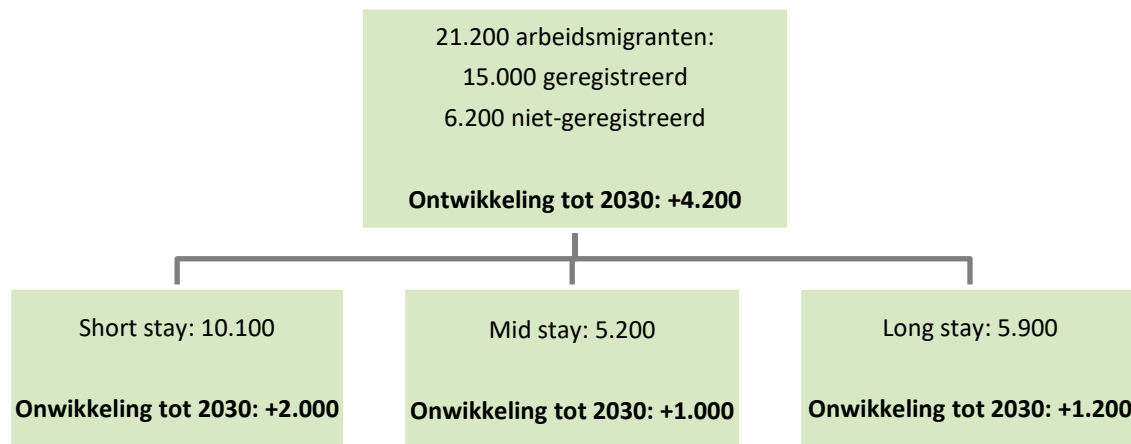 21.200 arbeidsmigranten:
15.000 geregistreerd
6.200 niet-geregistreerd
Ontwikkeling tot 2030: +4.200
Short stay: 10.100
Onwikkeling tot 2030: +2.000
Mid stay: 5.200
Onwikkeling tot 2030: +1.000
Long stay: 5.900
Onwikkeling tot 2030: +1.200